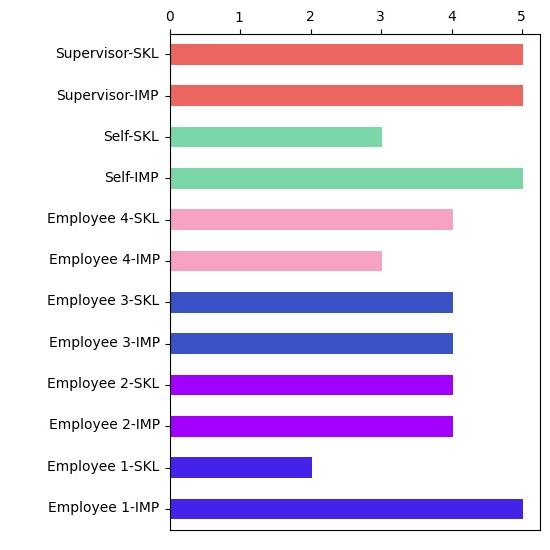 0 1 2 3 4 5
Supervisor-SKL
Supervisor-IMP
Self-SKL
Self-IMP
Employee 4-SKL
Employee 4-IMP
Employee 3-SKL
Employee 3-IMP
Employee 2-SKL
Employee 2-IMP
Employee 1-SKL
Employee 1-IMP